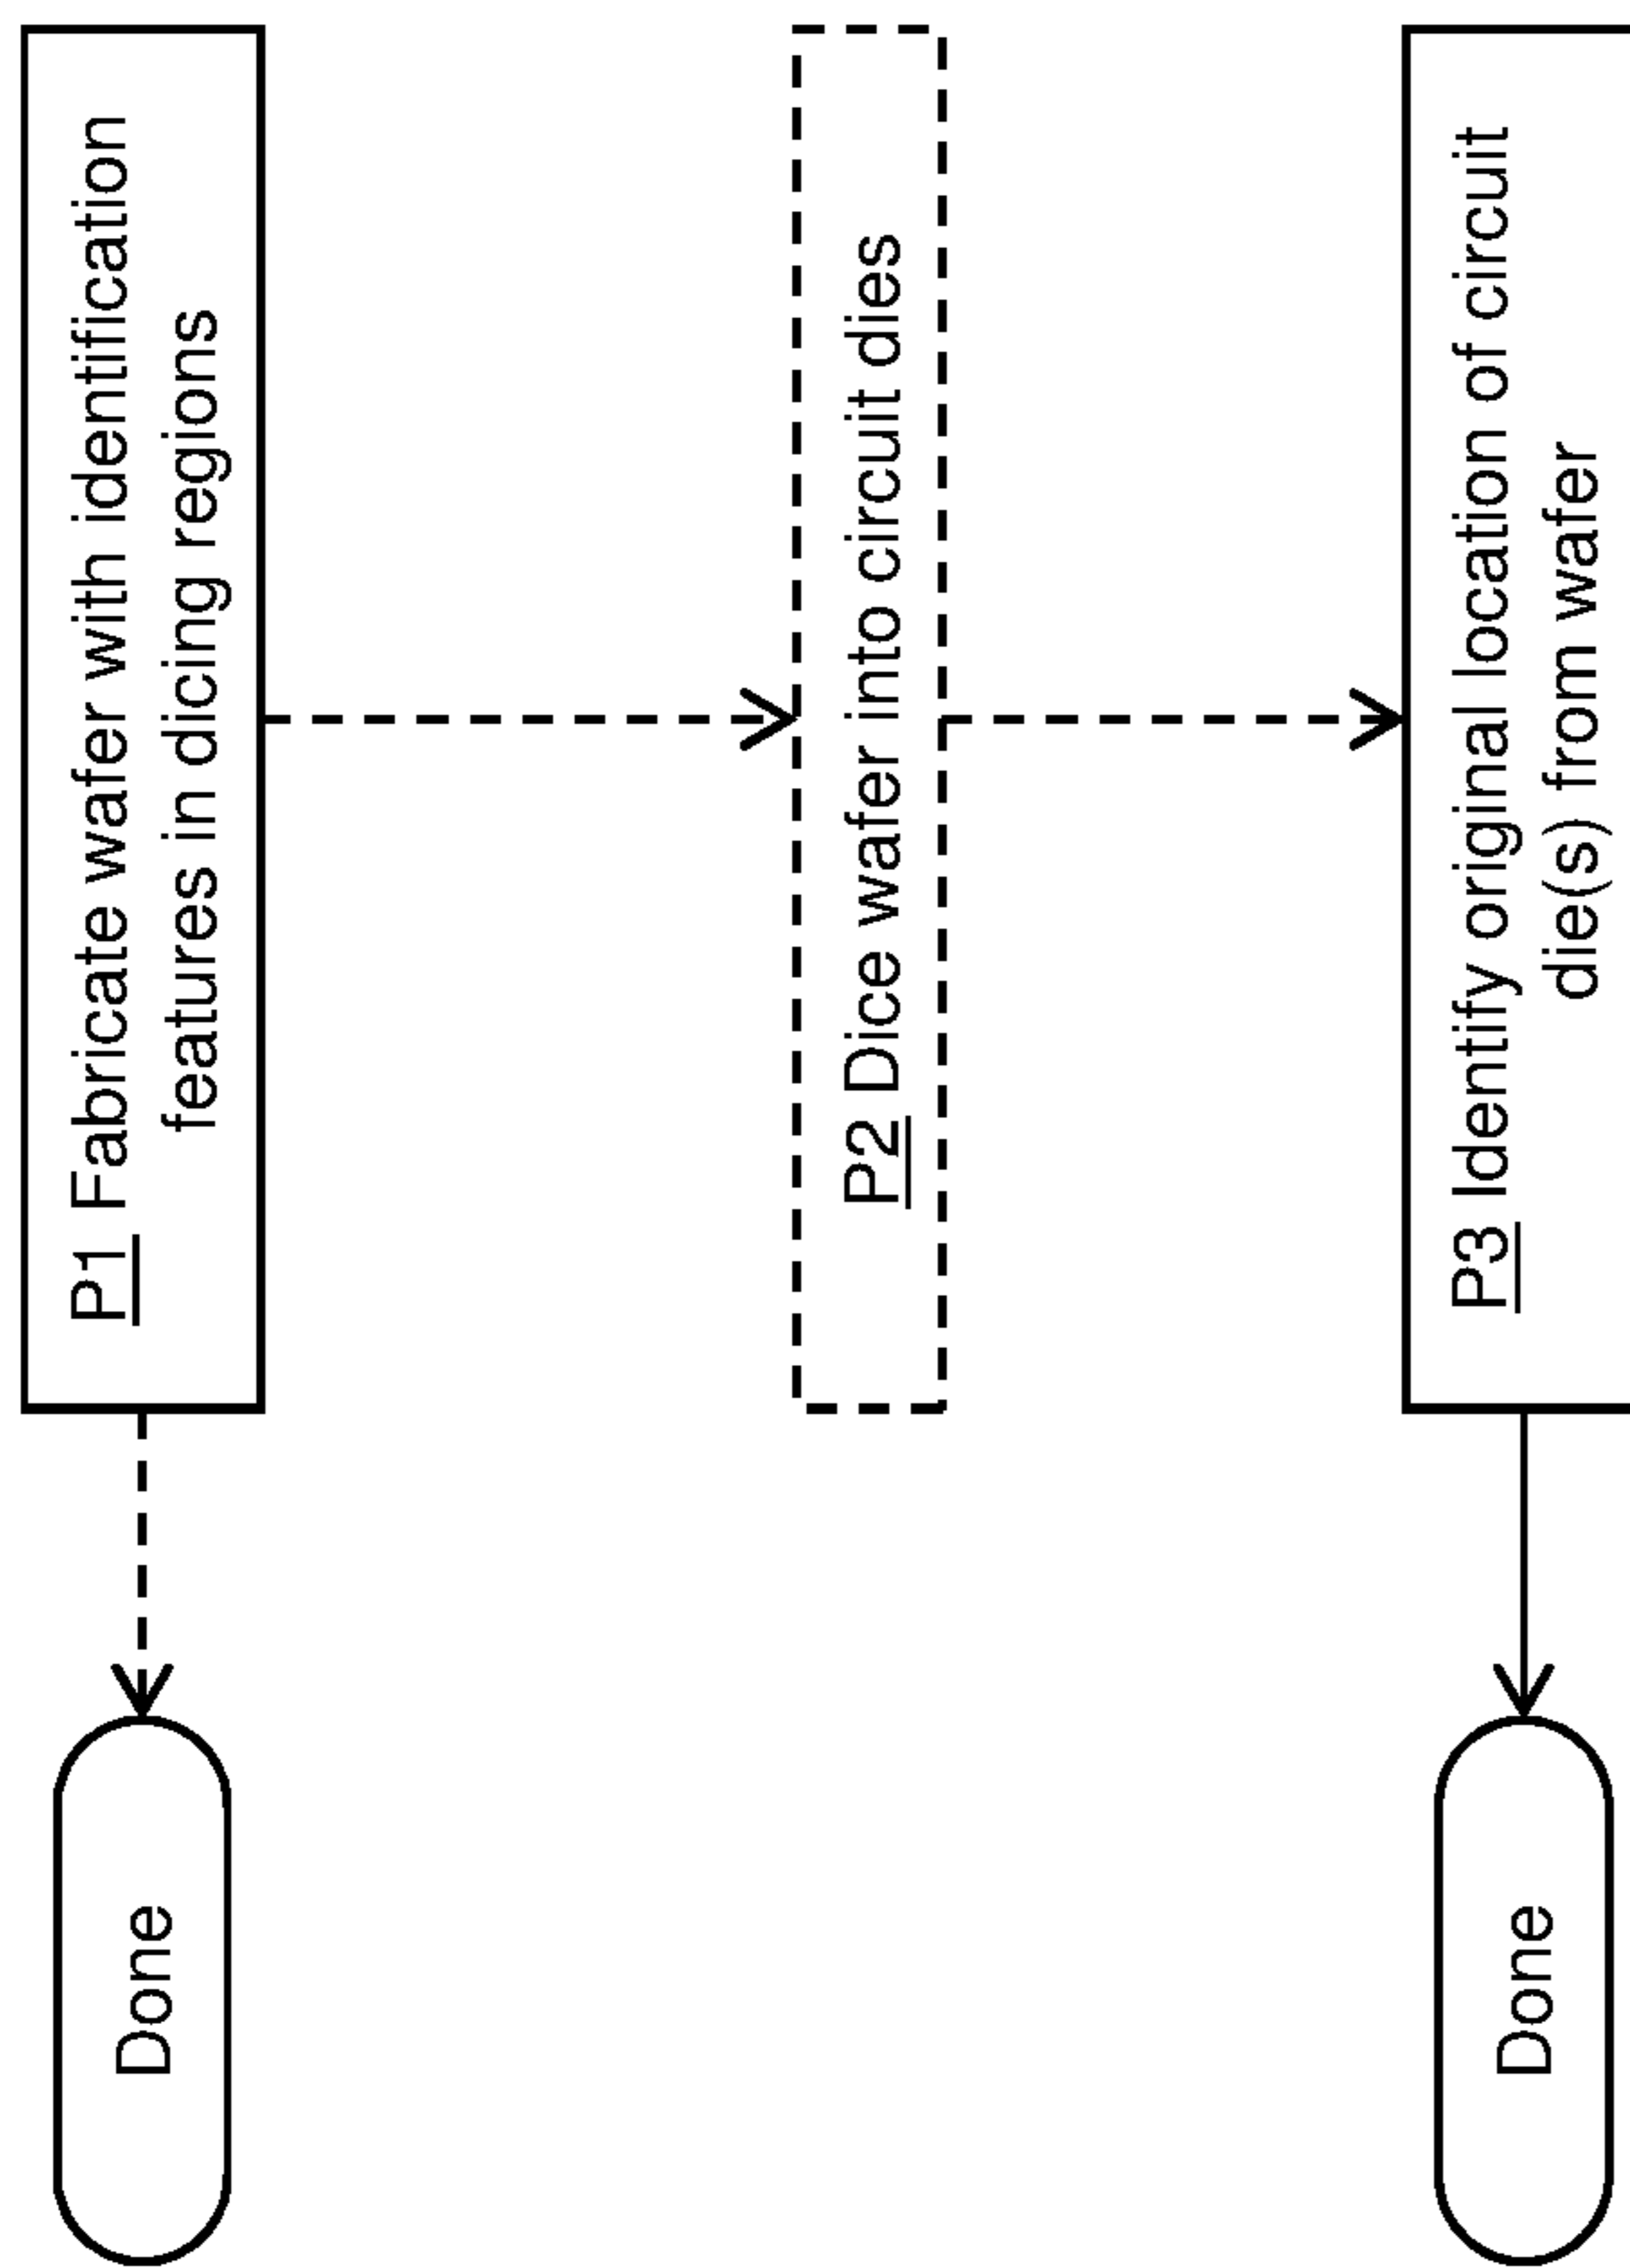 P1 Fabricate wafer with identification
features in dicing regions
Done
P2 Dice wafer into circuit dies
P3 Identify original location of circuit
die(s) from wafer
Done